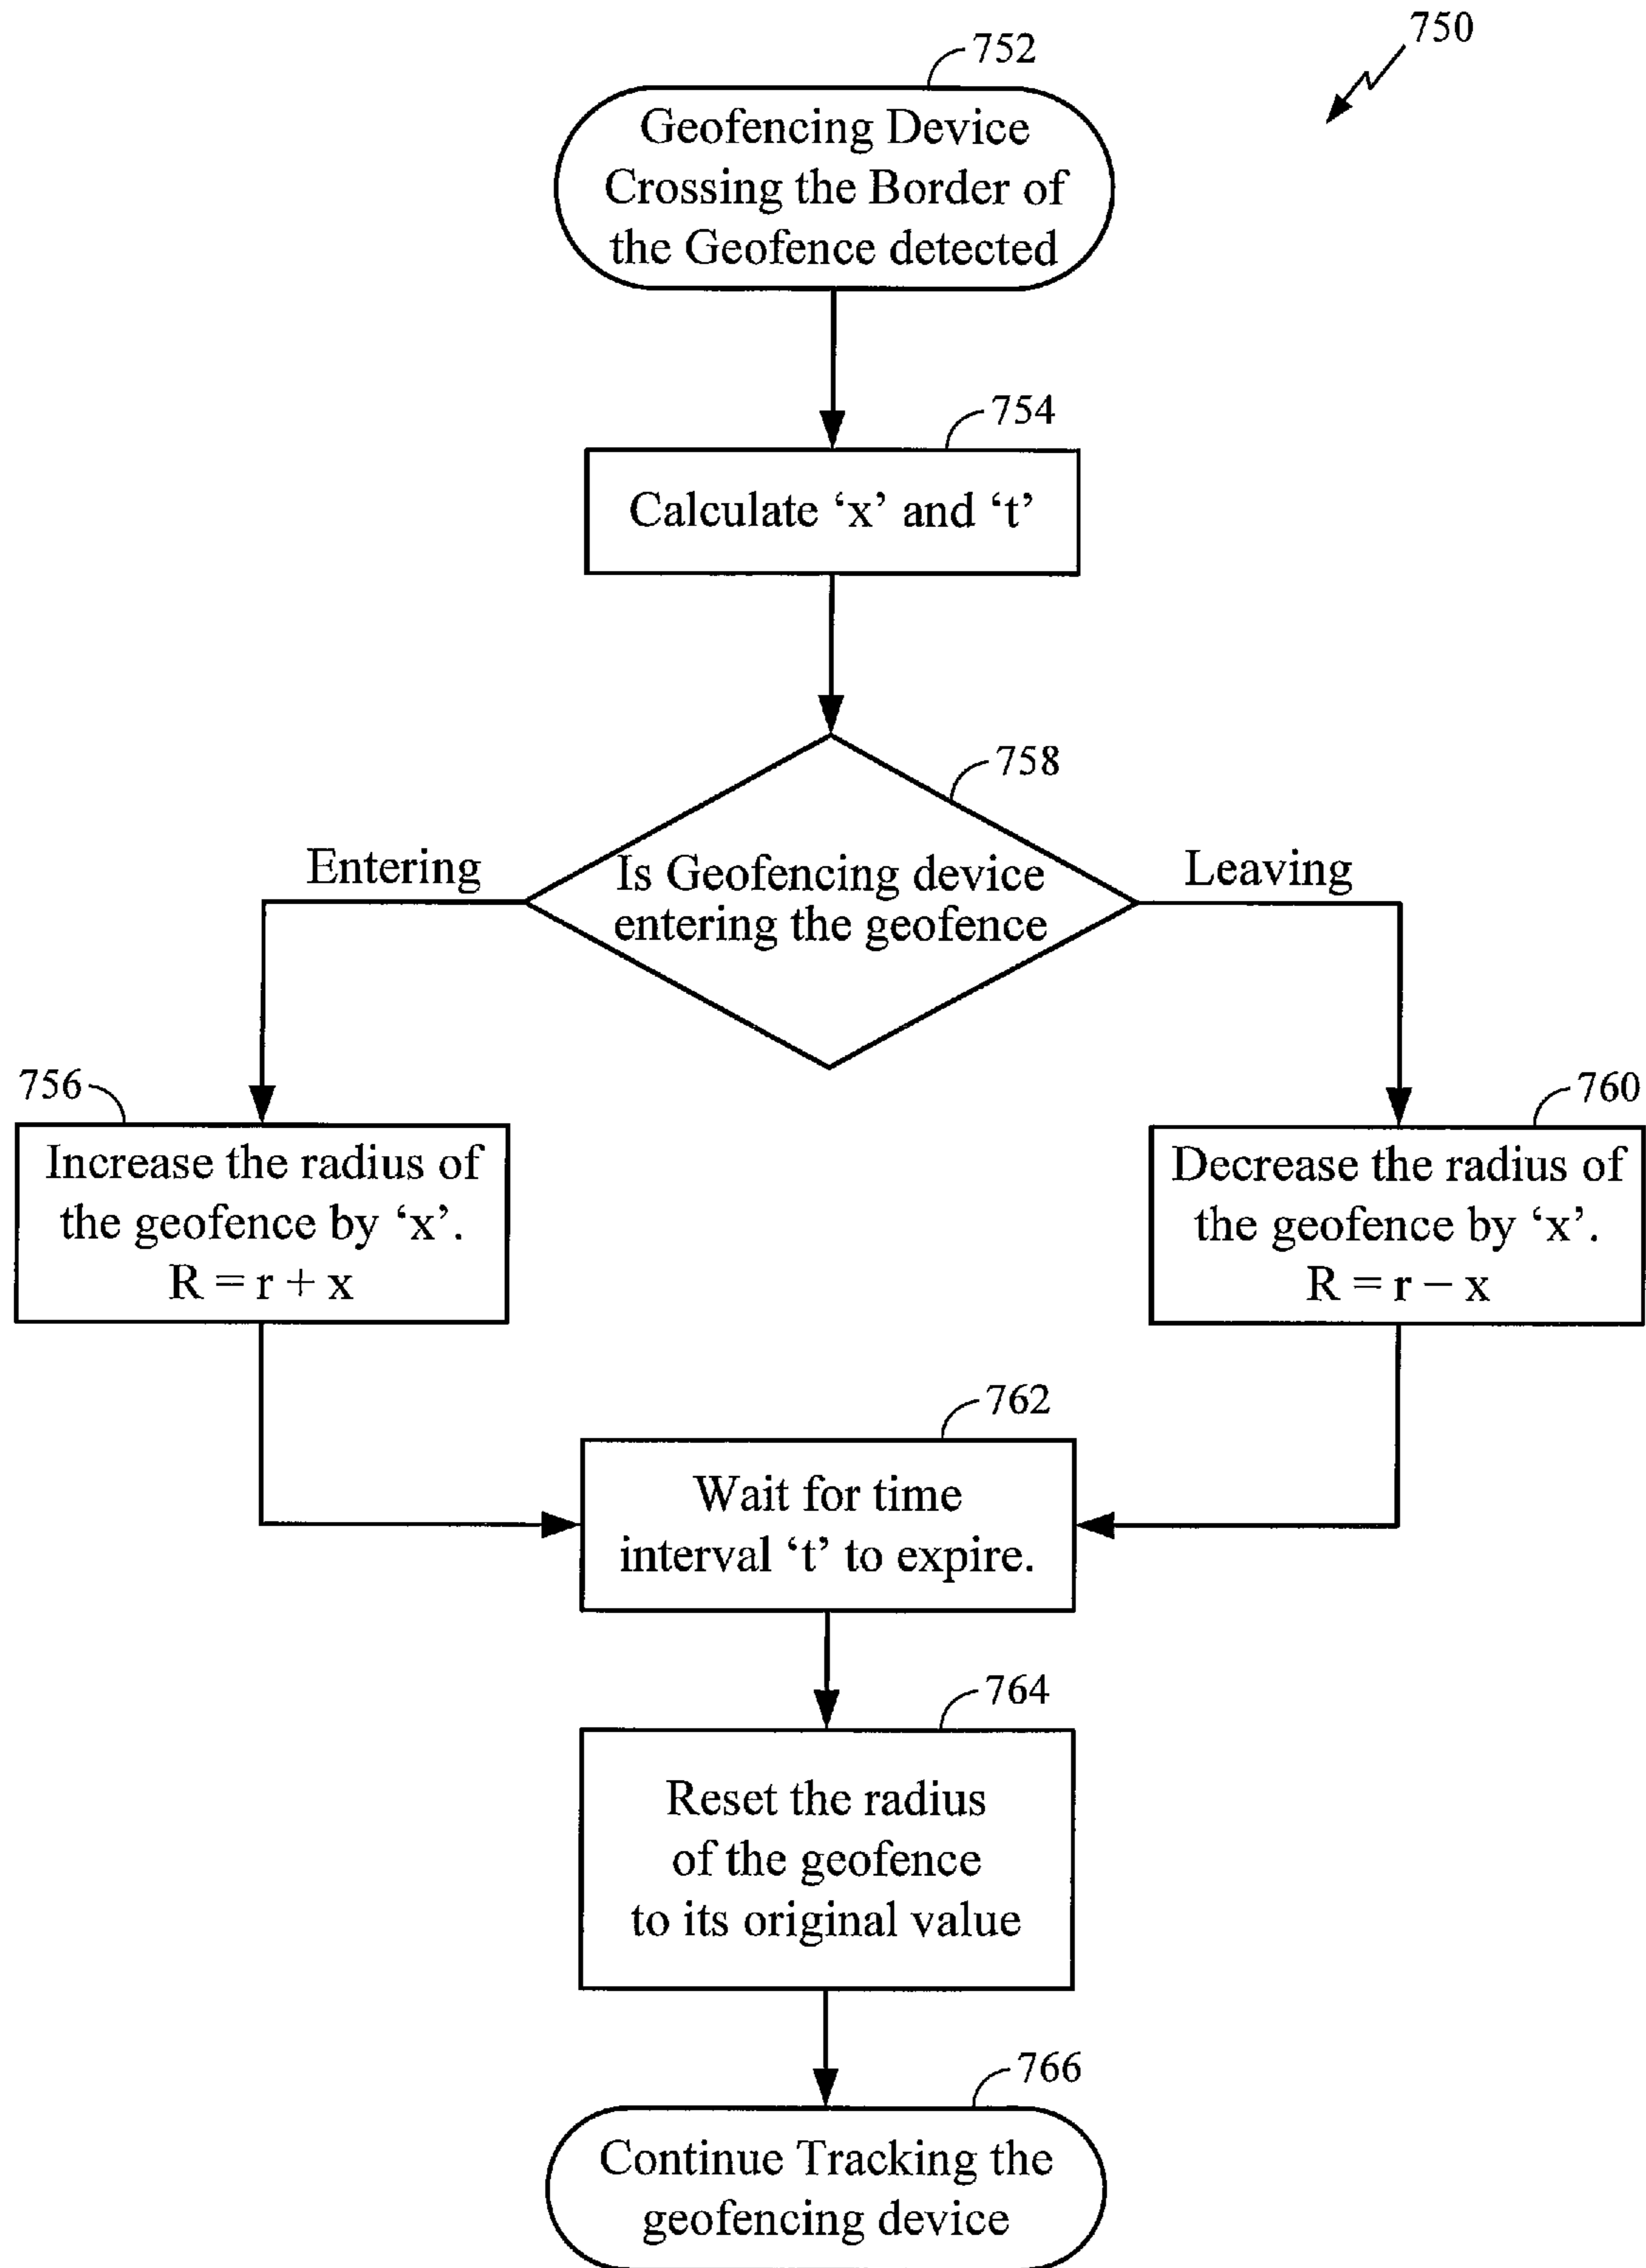 750
752
Geofencing Device
Crossing the Border of
the Geofence detected
754
Calculate ‘x’ and ‘t’
758
Is Geofencing device
entering the geofence
Entering
Leaving
756
Increase the radius of
the geofence by ‘x’.
R = r + x
760
Decrease the radius of
the geofence by ‘x’.
R = r − x
762
Wait for time
interval ‘t’ to expire.
764
Reset the radius
of the geofence
to its original value
766
Continue Tracking the
geofencing device